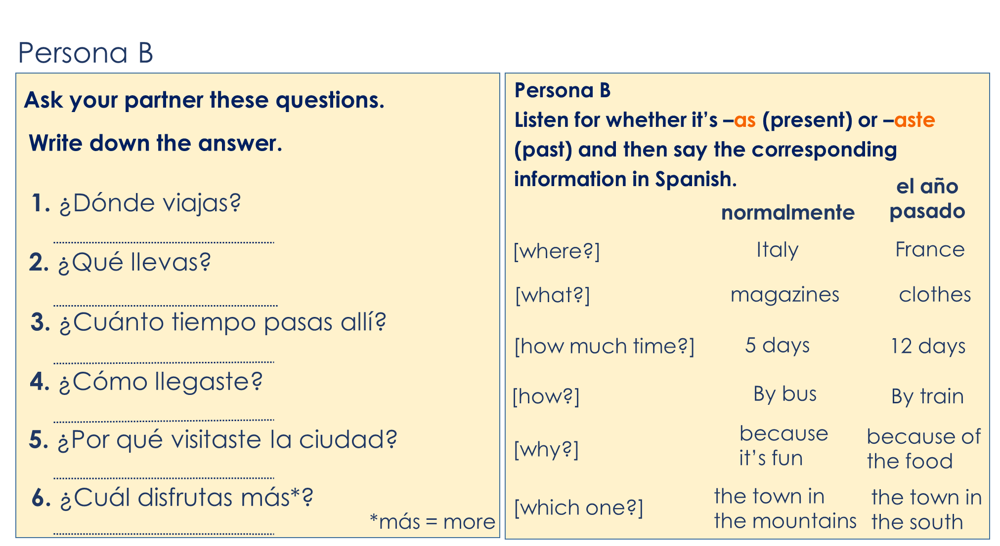 Persona B
Ask your partner these questions.
Write down the answer.
1. ¿Dónde viajas?
2. ¿Qué llevas?
3. ¿Cuánto tiempo pasas allí?
4. ¿Cómo llegaste?
5. ¿Por qué visitaste la ciudad?
6. ¿Cuál disfrutas más*?
*más = more
Persona B
Listen for whether it's –as (present) or –aste
(past) and then say the corresponding
information in Spanish.
el año
pasado
normalmente
[where?] Italy France
[what?] magazines clothes
[how much time?] 5 days 12 days
[how?] By bus By train
[why?]
because
it's fun
because of
the food
[which one?]
the town in
the mountains
the town in
the south